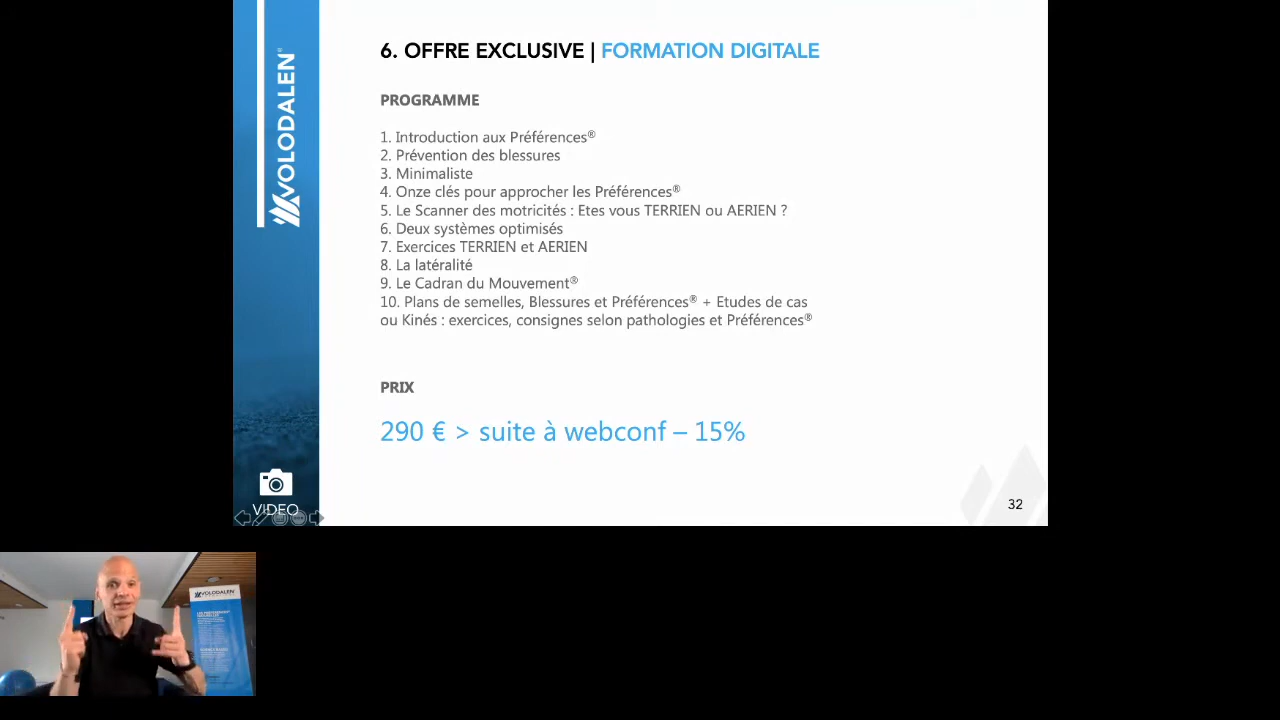 VOLODALEN®
6. OFFRE EXCLUSIVE | FORMATION DIGITALE
PROGRAMME
1. Introduction aux Préférences®
2. Prévention des blessures
3. Minimaliste
4. Onze clés pour approcher les Préférences®
5. Le Scanner des motricités : Etes vous TERRIEN ou AERIEN ?
6. Deux systèmes optimisés
7. Exercices TERRIEN et AERIEN
8. La latéralité
9. Le Cadran du Mouvement®
10. Plans de semelles, Blessures et Préférences® + Etudes de cas
ou Kinés : exercices, consignes selon pathologies et Préférences®
PRIX
290 € > suite à webconf – 15%
VIDEO
32
VOLODALEN